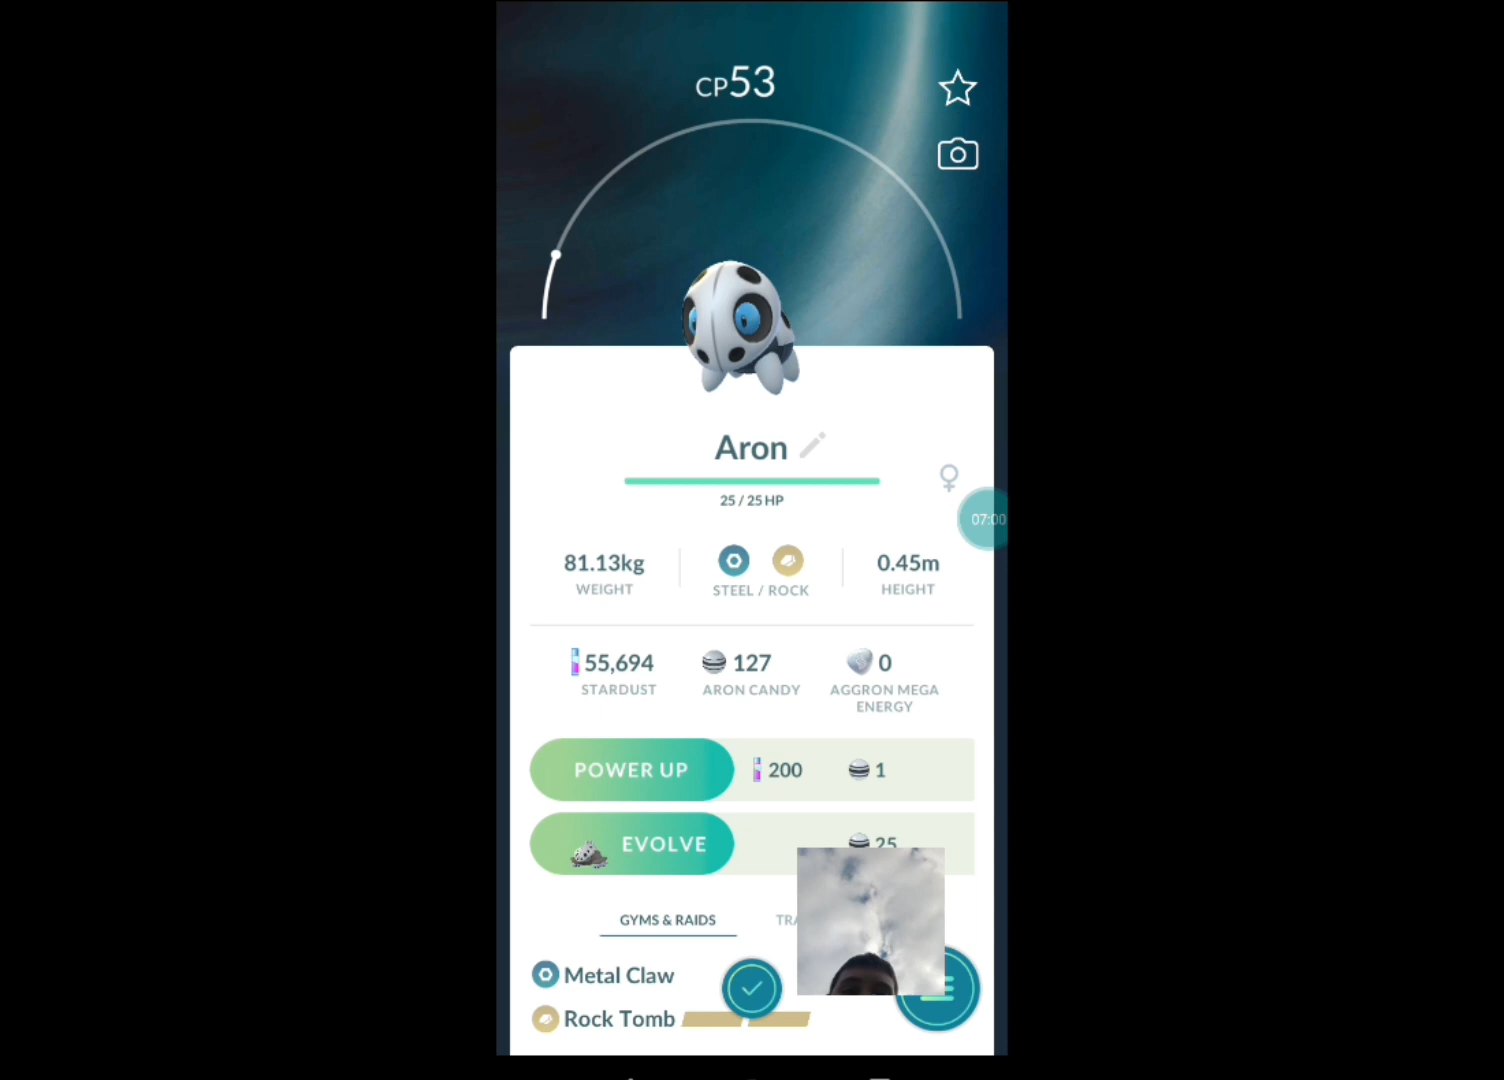 CP53
Aron
25 / 25 HP
07:00
81.13kg
WEIGHT
STEEL / ROCK
0.45m
HEIGHT
55,694
STARDUST
127
ARON CANDY
0
AGGRON MEGA
ENERGY
POWER UP
200
1
EVOLVE
25
GYMS & RAIDS
Metal Claw
Rock Tomb